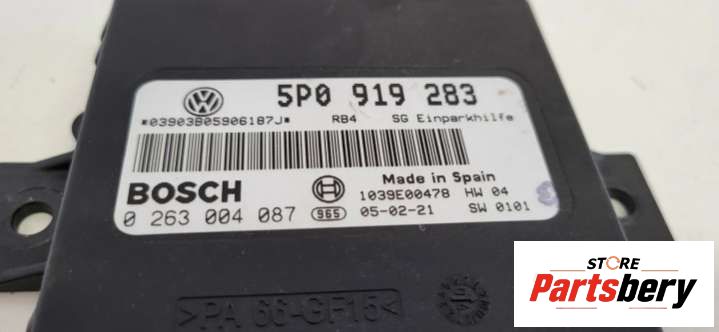 5P0 919 283
*03903B05906187J* RB4 SG Einparkhilfe
BOSCH
Made in Spain
1039E00478 HW 04
0 263 004 087 965 05-02-21 SW 0101
>PA 66-GF15<
STORE
Partsbery